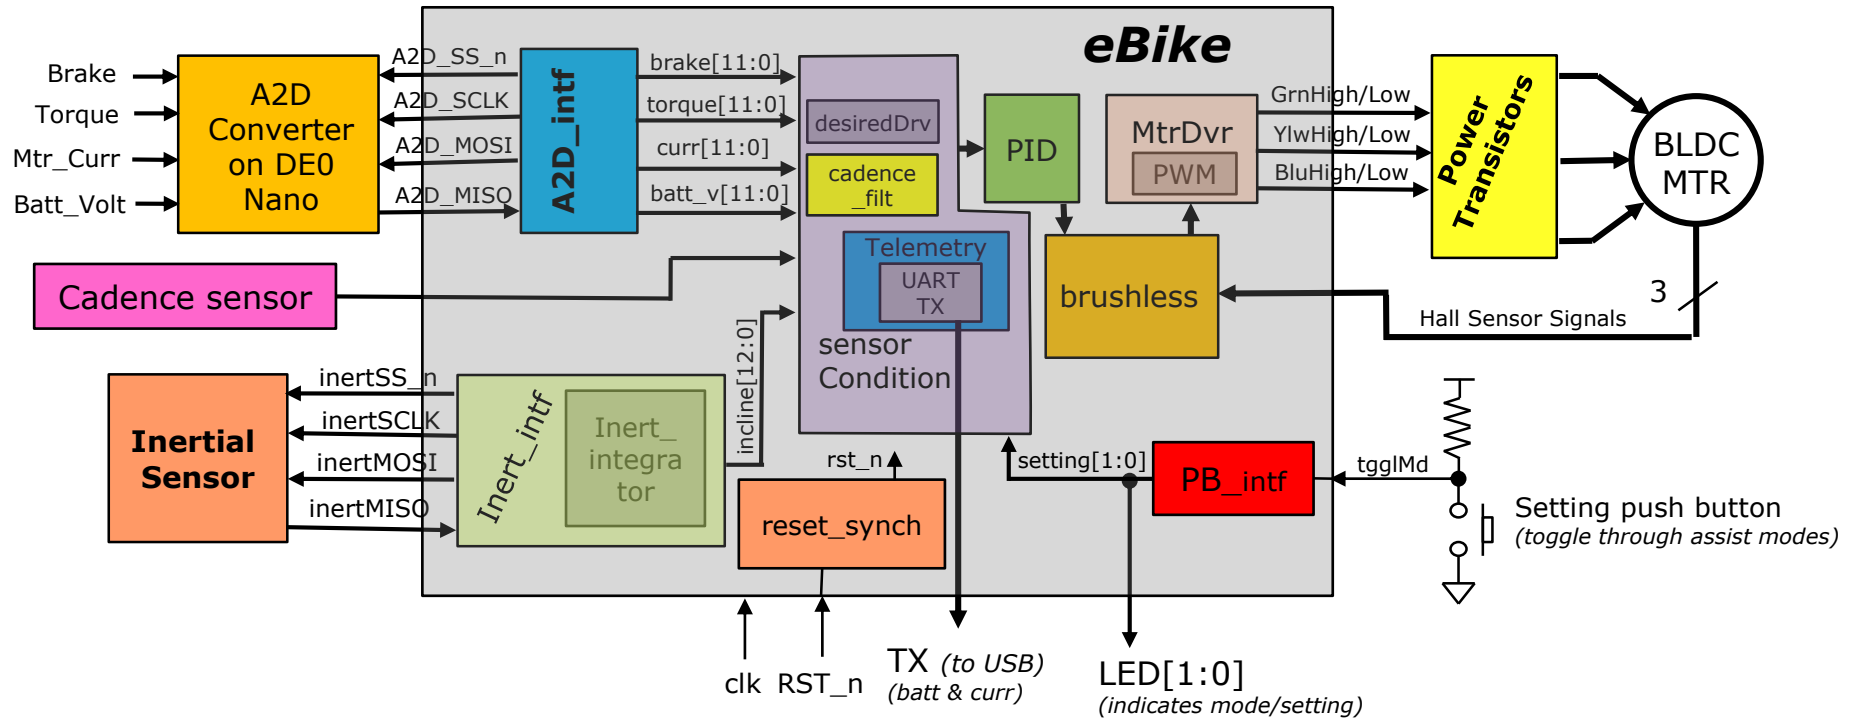 eBike
Brake
Torque
Mtr_Curr
Batt_Volt
A2D
Converter
on DE0
Nano
A2D_SS_n
A2D_SCLK
A2D_MOSI
A2D_MISO
A2D_intf
brake[11:0]
torque[11:0]
curr[11:0]
batt_v[11:0]
desiredDrv
cadence
_filt
Telemetry
UART
TX
sensor
Condition
PID
MtrDvr
PWM
brushless
GrnHigh/Low
YlwHigh/Low
BluHigh/Low
Power
Transistors
BLDC
MTR
3
Hall Sensor Signals
Cadence sensor
Inertial
Sensor
inertSS_n
inertSCLK
inertMOSI
inertMISO
Inert_intf
Inert_
integra
tor
incline[12:0]
rst_n
reset_synch
setting[1:0]
PB_intf
tgglMd
Setting push button
(toggle through assist modes)
clk
RST_n
TX (to USB)
(batt & curr)
LED[1:0]
(indicates mode/setting)